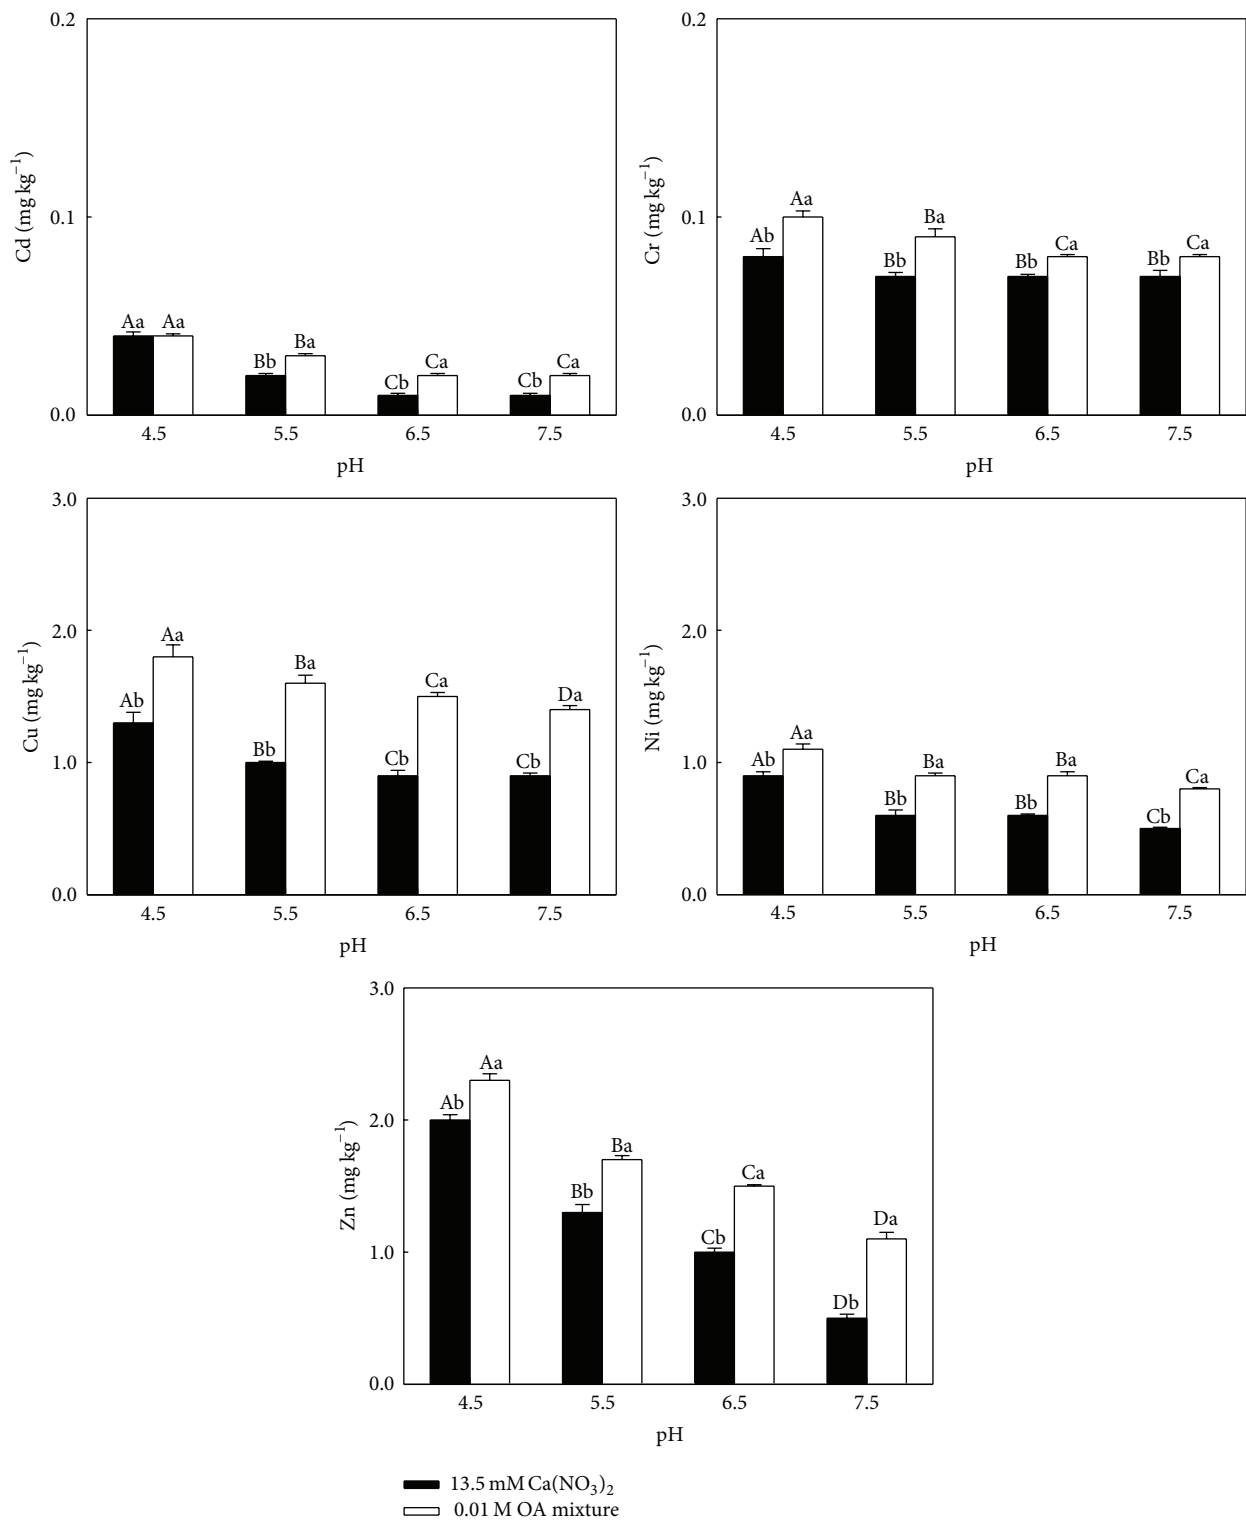 0.2
0.1
0.0
Cd (mg kg⁻¹)
Aa Aa
Bb Ba
Cb Ca
Cb Ca
4.5 5.5 6.5 7.5
pH
0.2
0.1
0.0
Cr (mg kg⁻¹)
Ab Aa
Bb Ba
Bb Ca
Bb Ca
4.5 5.5 6.5 7.5
pH
3.0
2.0
1.0
0.0
Cu (mg kg⁻¹)
Ab Aa
Bb Ba
Cb Ca
Cb Da
4.5 5.5 6.5 7.5
pH
3.0
2.0
1.0
0.0
Ni (mg kg⁻¹)
Ab Aa
Bb Ba
Bb Ba
Cb Ca
4.5 5.5 6.5 7.5
pH
3.0
2.0
1.0
0.0
Zn (mg kg⁻¹)
Ab Aa
Bb Ba
Cb Ca
Db Da
4.5 5.5 6.5 7.5
pH
13.5 mM Ca(NO₃)₂
0.01 M OA mixture